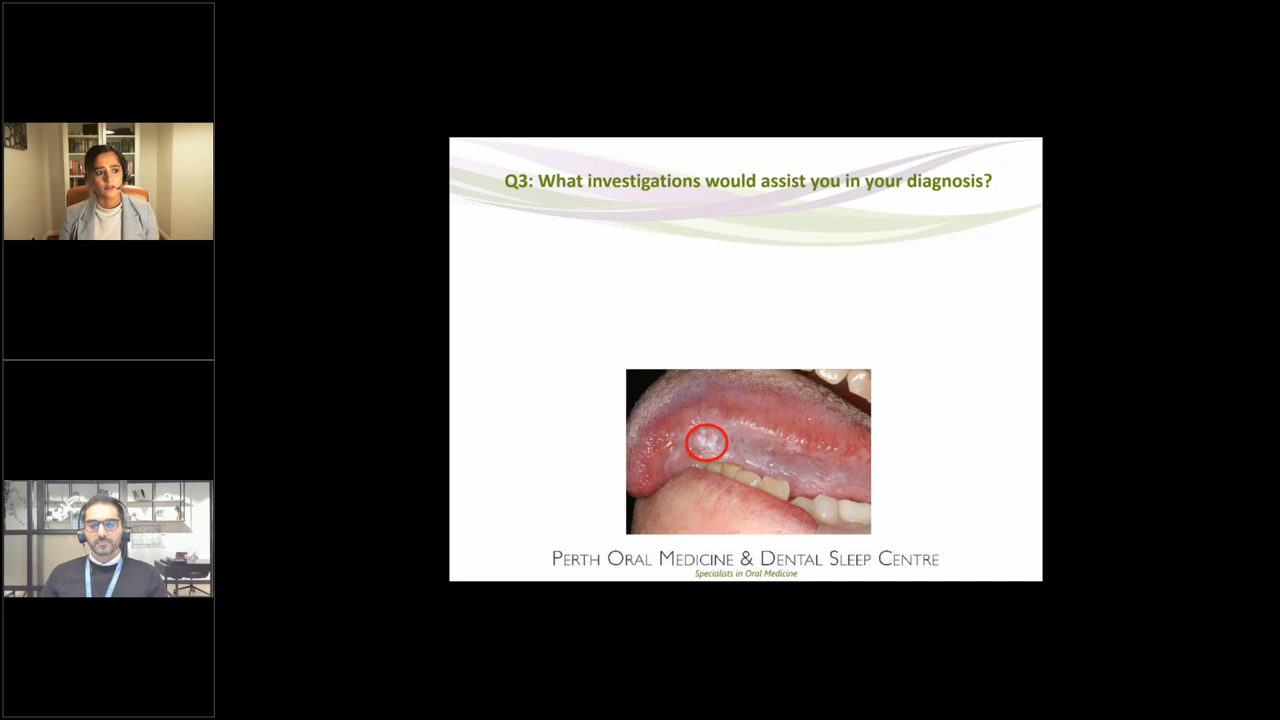 Q3: What investigations would assist you in your diagnosis?
PERTH ORAL MEDICINE & DENTAL SLEEP CENTRE
Specialists in Oral Medicine